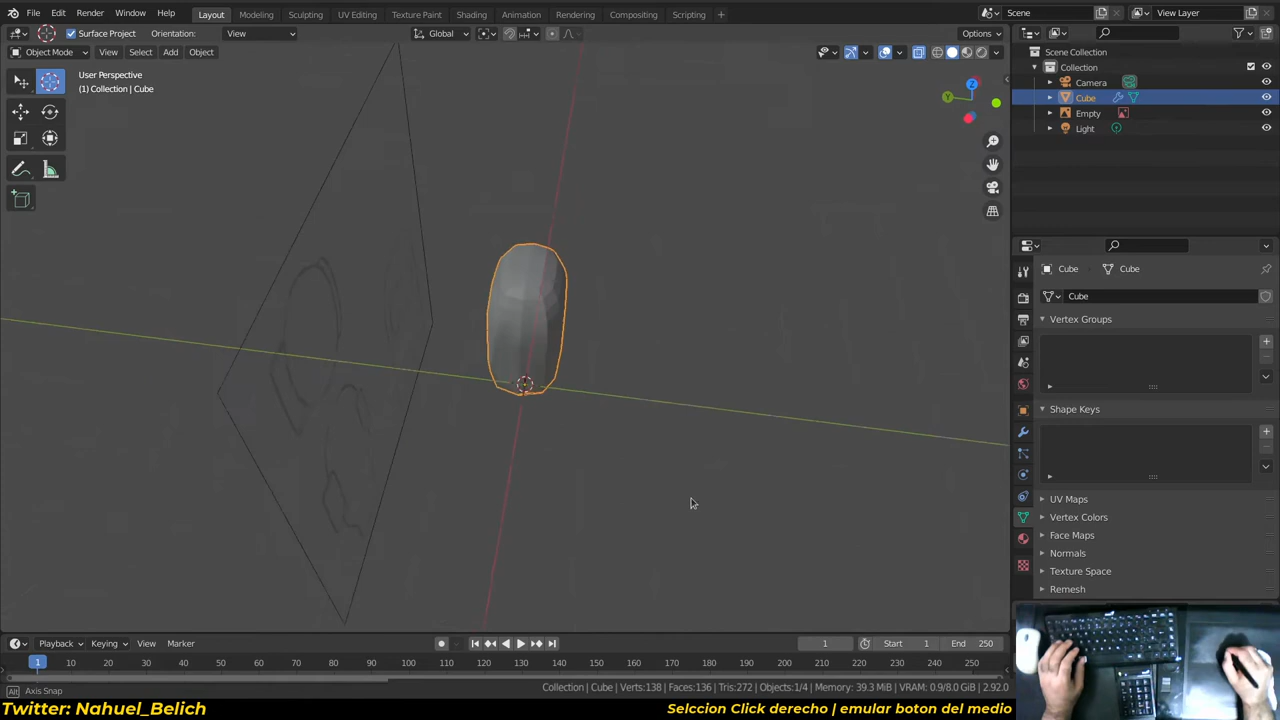 File Edit Render Window Help Layout Modeling Sculpting UV Editing Texture Paint Shading Animation Rendering Compositing Scripting + Scene View Layer
Surface Project Orientation: View Global Options
Object Mode View Select Add Object
User Perspective
(1) Collection | Cube
Z
Y
Scene Collection
Collection
Camera
Cube
Empty
Light
Cube Cube
Cube
Vertex Groups
Shape Keys
UV Maps
Vertex Colors
Face Maps
Normals
Texture Space
Remesh
Playback Keying View Marker 1 Start 1 End 250
1 10 20 30 40 50 60 70 80 90 100 110 120 130 140 150 160 170 180 190 200 210 220 230 240 250
Alt Axis Snap Collection | Cube | Verts:138 | Faces:136 | Tris:272 | Objects:1/4 | Memory: 39.3 MiB | VRAM: 0.9/8.0 GiB | 2.92.0
Twitter: Nahuel_Belich Selccion Click derecho | emular boton del medio